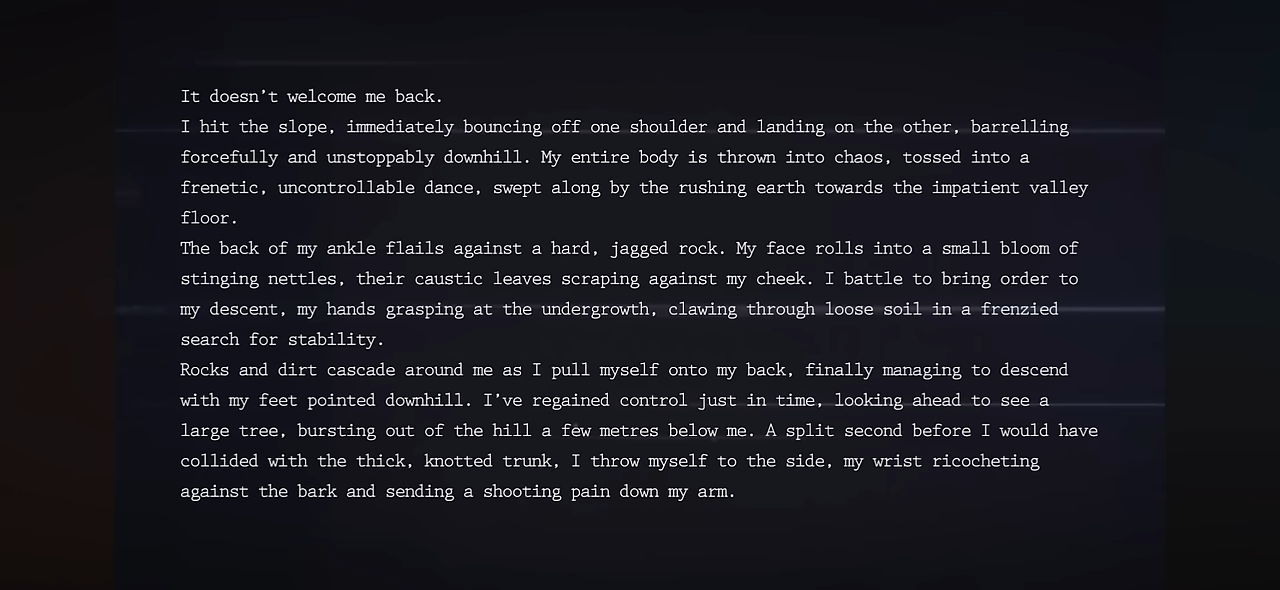 It doesn’t welcome me back.
I hit the slope, immediately bouncing off one shoulder and landing on the other, barrelling
forcefully and unstoppably downhill. My entire body is thrown into chaos, tossed into a
frenetic, uncontrollable dance, swept along by the rushing earth towards the impatient valley
floor.
The back of my ankle flails against a hard, jagged rock. My face rolls into a small bloom of
stinging nettles, their caustic leaves scraping against my cheek. I battle to bring order to
my descent, my hands grasping at the undergrowth, clawing through loose soil in a frenzied
search for stability.
Rocks and dirt cascade around me as I pull myself onto my back, finally managing to descend
with my feet pointed downhill. I’ve regained control just in time, looking ahead to see a
large tree, bursting out of the hill a few metres below me. A split second before I would have
collided with the thick, knotted trunk, I throw myself to the side, my wrist ricocheting
against the bark and sending a shooting pain down my arm.